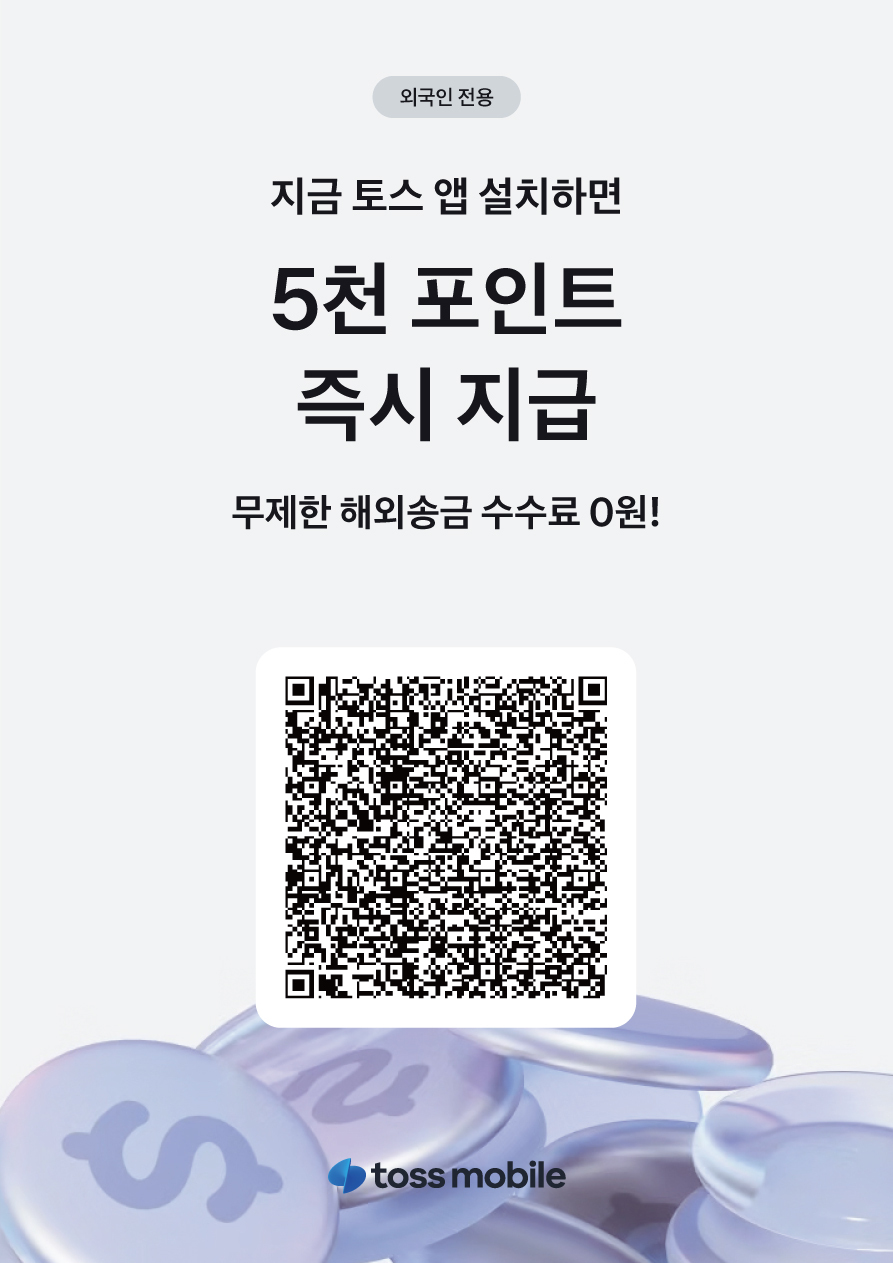 외국인 전용
지금 토스 앱 설치하면
5천 포인트
즉시 지급
무제한 해외송금 수수료 0원!
toss mobile